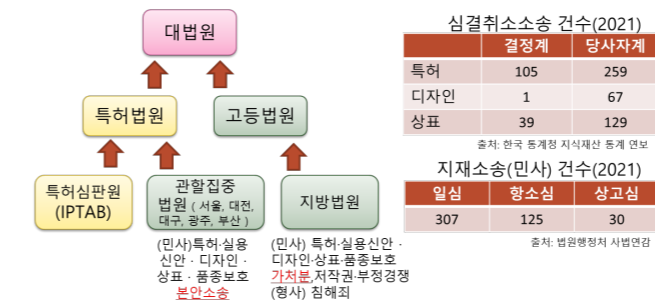 대법원
특허법원
고등법원
특허심판원
(IPTAB)
관할집중
법원 ( 서울, 대전,
대구, 광주, 부산 )
지방법원
(민사)특허·실용
신안 · 디자인 ·
상표 · 품종보호
본안소송
(민사) 특허·실용신안 ·
디자인·상표·품종보호
가처분,저작권·부정경쟁
(형사) 침해죄
심결취소소송 건수(2021)
결정계 당사자계
특허 105 259
디자인 1 67
상표 39 129
출처: 한국 통계청 지식재산 통계 연보
지재소송(민사) 건수(2021)
일심 항소심 상고심
307 125 30
출처: 법원행정처 사법연감